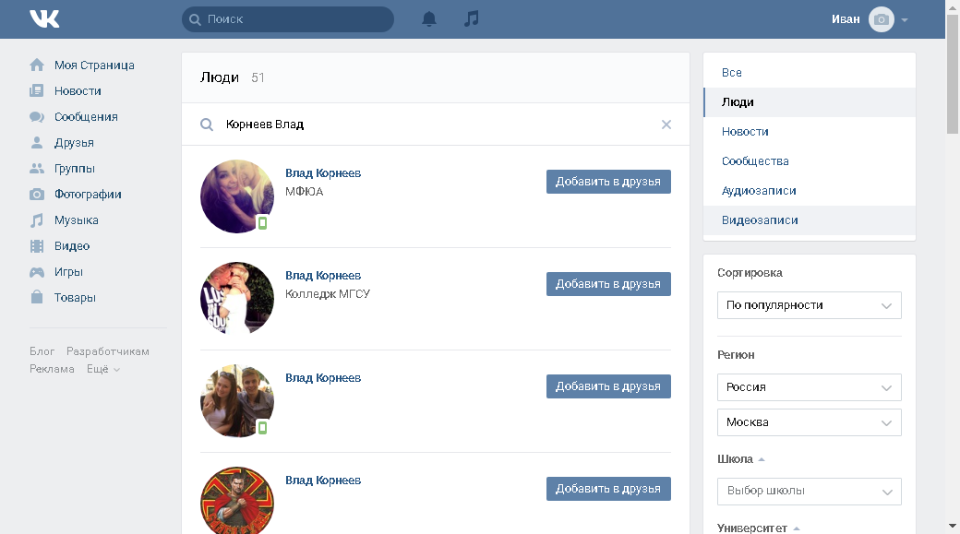 Поиск
Иван
Моя Страница
Новости
Сообщения
Друзья
Группы
Фотографии
Музыка
Видео
Игры
Товары
Блог Разработчикам
Реклама Ещё
Люди 51
Корнеев Влад
Влад Корнеев
МФЮА
Добавить в друзья
Влад Корнеев
Колледж МГСУ
Добавить в друзья
Влад Корнеев
Добавить в друзья
Влад Корнеев
Добавить в друзья
Все
Люди
Новости
Сообщества
Аудиозаписи
Видеозаписи
Сортировка
По популярности
Регион
Россия
Москва
Школа
Выбор школы
Университет